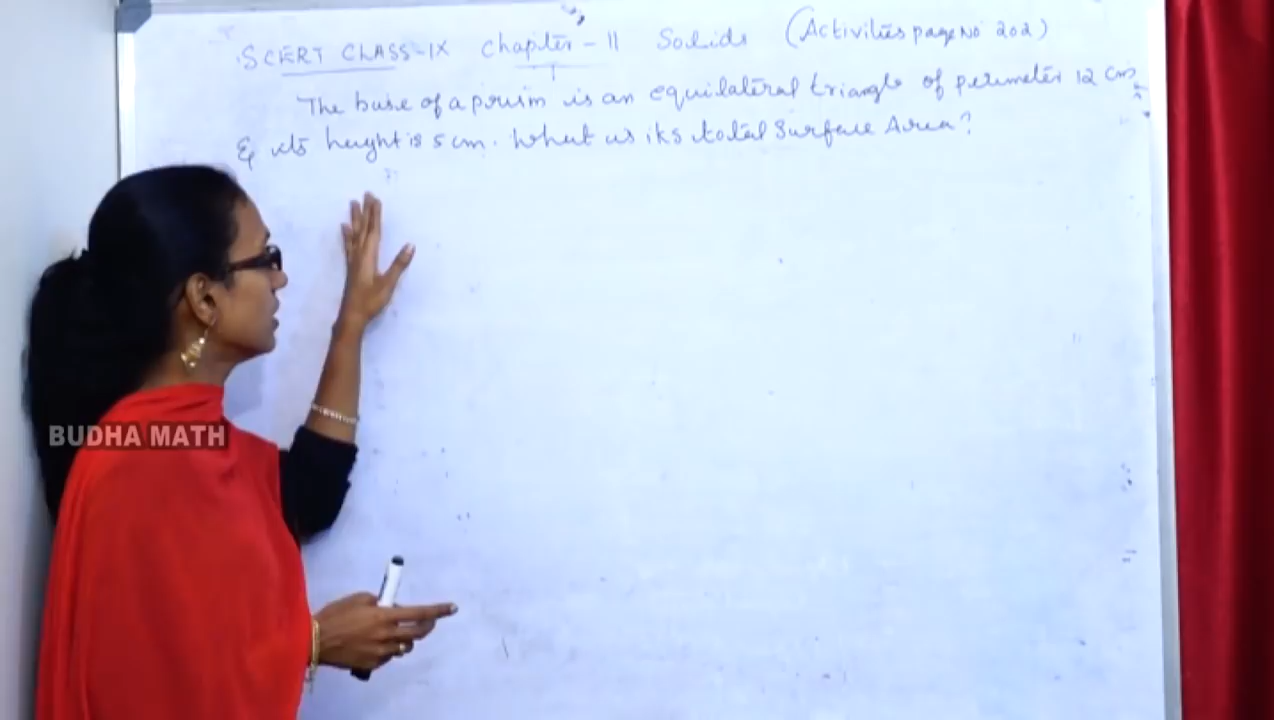 SCERT CLASS-IX Chapter - 11 Solids (Activities page No 202)
The base of a prism is an equilateral triangle of perimeter 12 cm
& its height is 5 cm. What is its total Surface Area?
BUDHA MATH